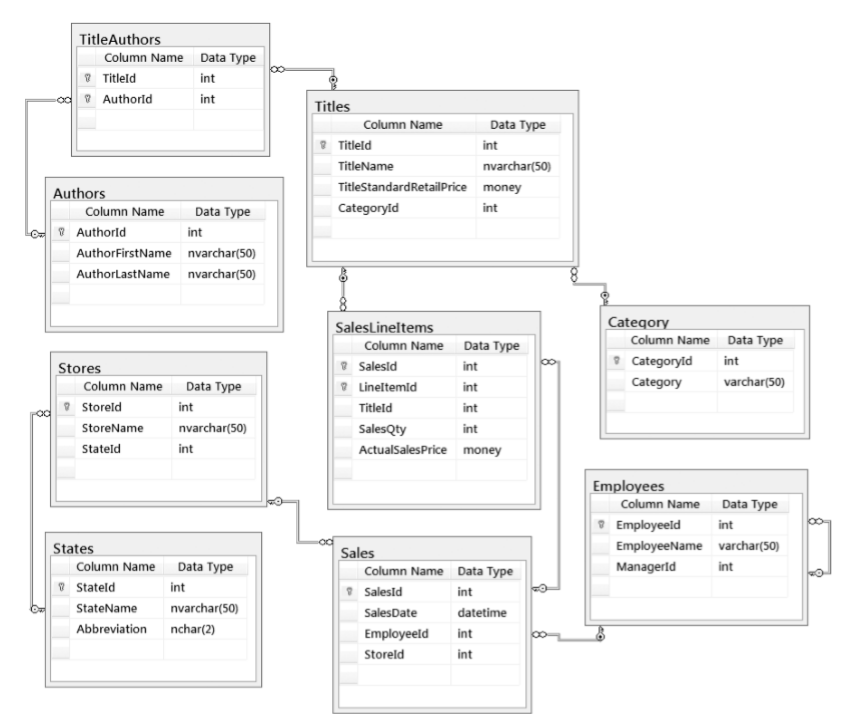 TitleAuthors
Column Name Data Type
TitleId int
AuthorId int
Titles
Column Name Data Type
TitleId int
TitleName nvarchar(50)
TitleStandardRetailPrice money
CategoryId int
Authors
Column Name Data Type
AuthorId int
AuthorFirstName nvarchar(50)
AuthorLastName nvarchar(50)
SalesLineItems
Column Name Data Type
SalesId int
LineItemId int
TitleId int
SalesQty int
ActualSalesPrice money
Category
Column Name Data Type
CategoryId int
Category varchar(50)
Stores
Column Name Data Type
StoreId int
StoreName nvarchar(50)
StateId int
Employees
Column Name Data Type
EmployeeId int
EmployeeName varchar(50)
ManagerId int
States
Column Name Data Type
StateId int
StateName nvarchar(50)
Abbreviation nchar(2)
Sales
Column Name Data Type
SalesId int
SalesDate datetime
EmployeeId int
StoreId int